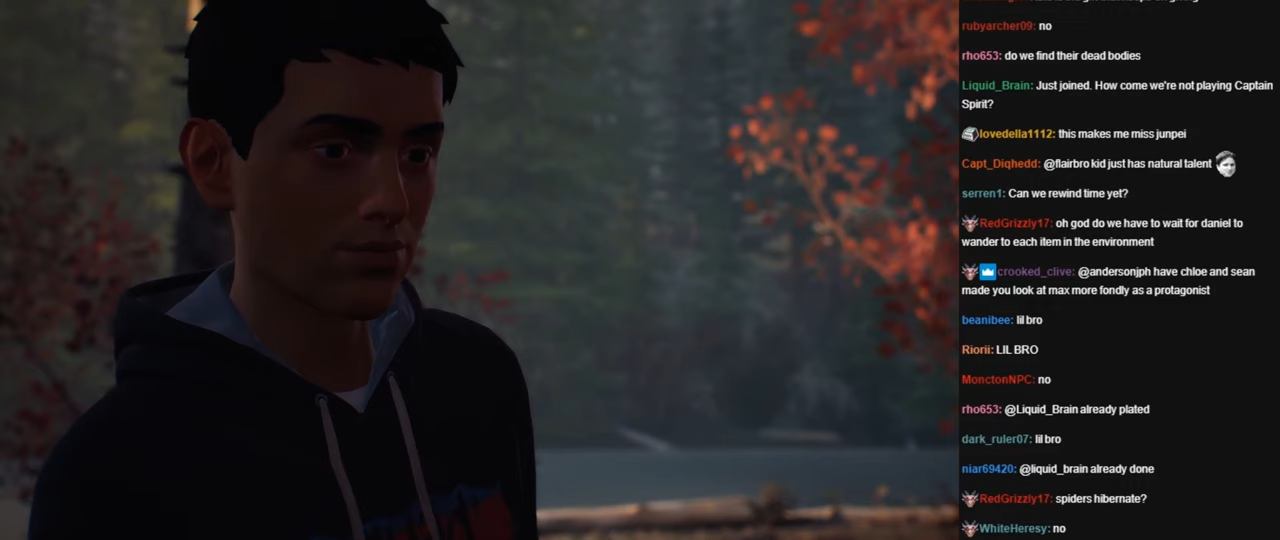 rubyarcher09: no
rho653: do we find their dead bodies
Liquid_Brain: Just joined. How come we're not playing Captain
Spirit?
lovedella1112: this makes me miss junpei
Capt_Diqhedd: @flairbro kid just has natural talent
serren1: Can we rewind time yet?
RedGrizzly17: oh god do we have to wait for daniel to
wander to each item in the environment
crooked_clive: @andersonjph have chloe and sean
made you look at max more fondly as a protagonist
beanibee: lil bro
Riorii: LIL BRO
MonctonNPC: no
rho653: @Liquid_Brain already plated
dark_ruler07: lil bro
niar69420: @liquid_brain already done
RedGrizzly17: spiders hibernate?
WhiteHeresy: no